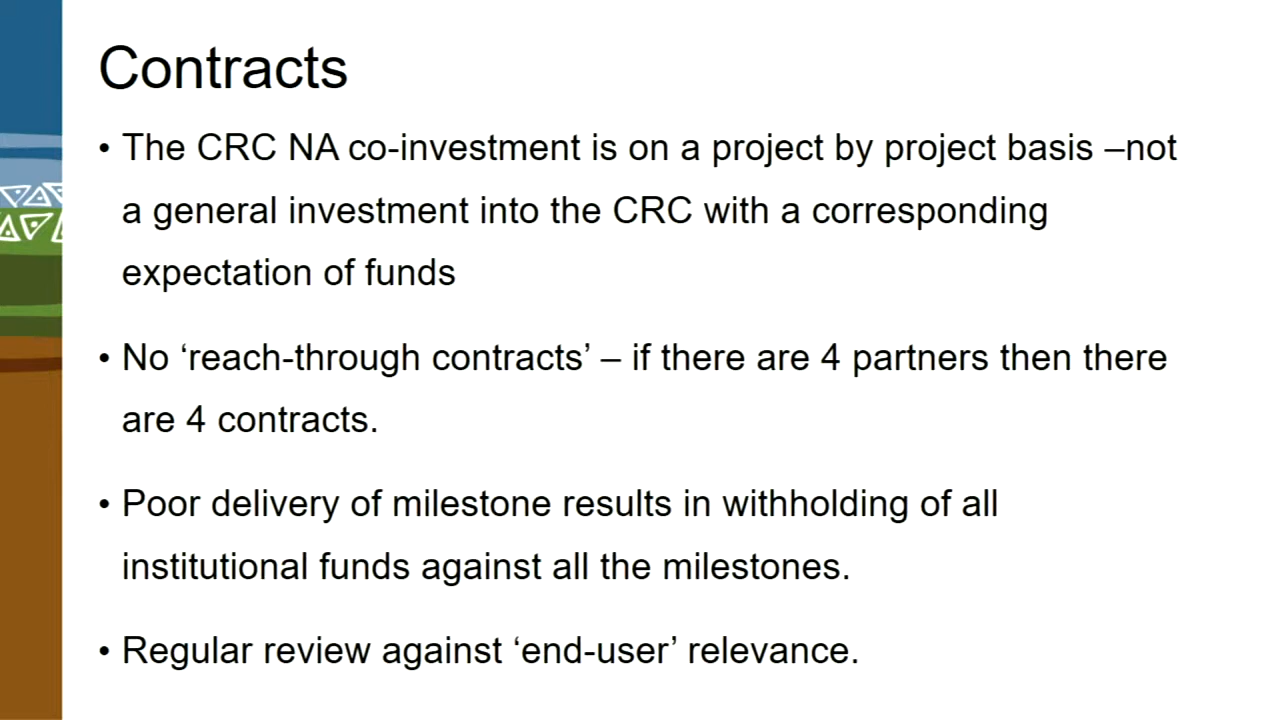 Contracts
• The CRC NA co-investment is on a project by project basis –not
a general investment into the CRC with a corresponding
expectation of funds
• No ‘reach-through contracts’ – if there are 4 partners then there
are 4 contracts.
• Poor delivery of milestone results in withholding of all
institutional funds against all the milestones.
• Regular review against ‘end-user’ relevance.